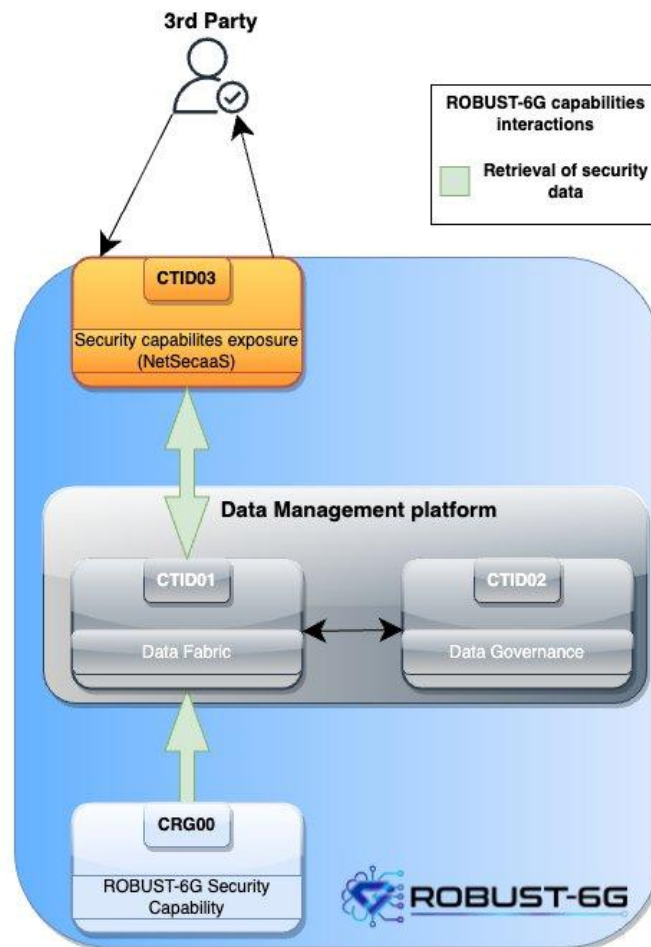 3rd Party
ROBUST-6G capabilities
interactions
Retrieval of security
data
CTID03
Security capabilites exposure
(NetSecaaS)
Data Management platform
CTID01
Data Fabric
CTID02
Data Governance
CRG00
ROBUST-6G Security
Capability
ROBUST-6G